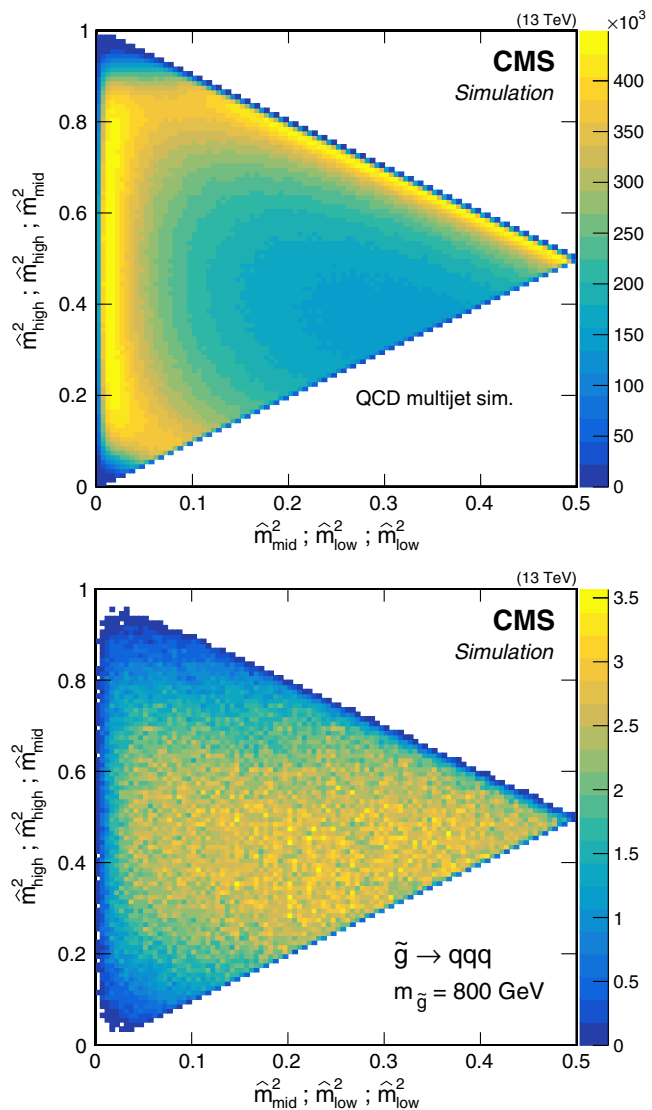 (13 TeV)
×10³
CMS
Simulation
1
0.8
0.6
0.4
0.2
0
m̂²high ; m̂²high ; m̂²mid
400
350
300
250
200
150
100
50
0
QCD multijet sim.
0 0.1 0.2 0.3 0.4 0.5
m̂²mid ; m̂²low ; m̂²low
(13 TeV)
CMS
Simulation
1
0.8
0.6
0.4
0.2
0
m̂²high ; m̂²high ; m̂²mid
3.5
3
2.5
2
1.5
1
0.5
0
g̃ → qqq
m g̃ = 800 GeV
0 0.1 0.2 0.3 0.4 0.5
m̂²mid ; m̂²low ; m̂²low